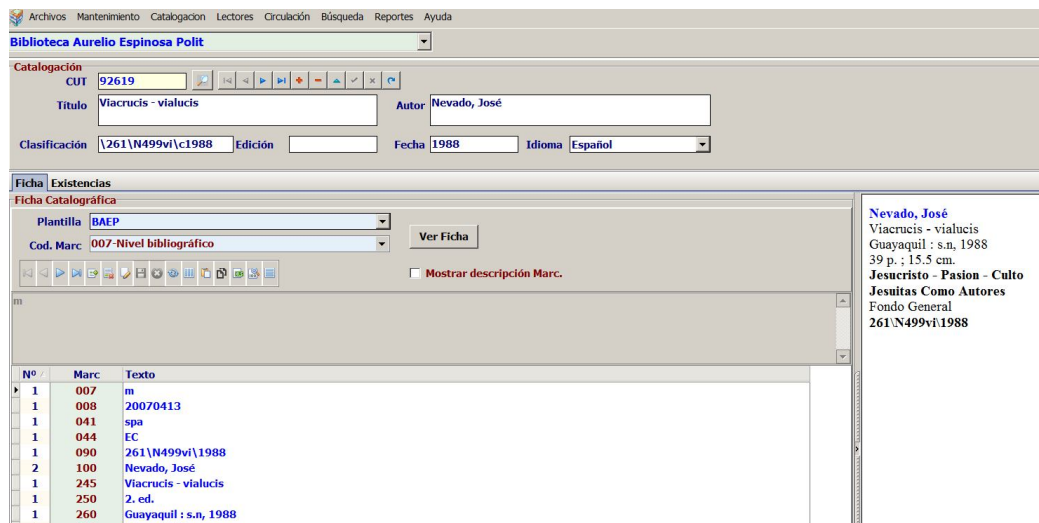 Archivos Mantenimiento Catalogacion Lectores Circulación Búsqueda Reportes Ayuda
Biblioteca Aurelio Espinosa Polit
Catalogación
CUT 92619
Título Viacrucis - vialucis Autor Nevado, José
Clasificación \261\N499vi\c1988 Edición Fecha 1988 Idioma Español
Ficha Existencias
Ficha Catalográfica
Plantilla BAEP
Cod. Marc 007-Nivel bibliográfico
Ver Ficha
Mostrar descripción Marc.
m
Nº Marc Texto
1 007 m
1 008 20070413
1 041 spa
1 044 EC
1 090 261\N499vi\1988
2 100 Nevado, José
1 245 Viacrucis - vialucis
1 250 2. ed.
1 260 Guayaquil : s.n, 1988
Nevado, José
Viacrucis - vialucis
Guayaquil : s.n, 1988
39 p. ; 15.5 cm.
Jesucristo - Pasion - Culto
Jesuitas Como Autores
Fondo General
261\N499vi\1988